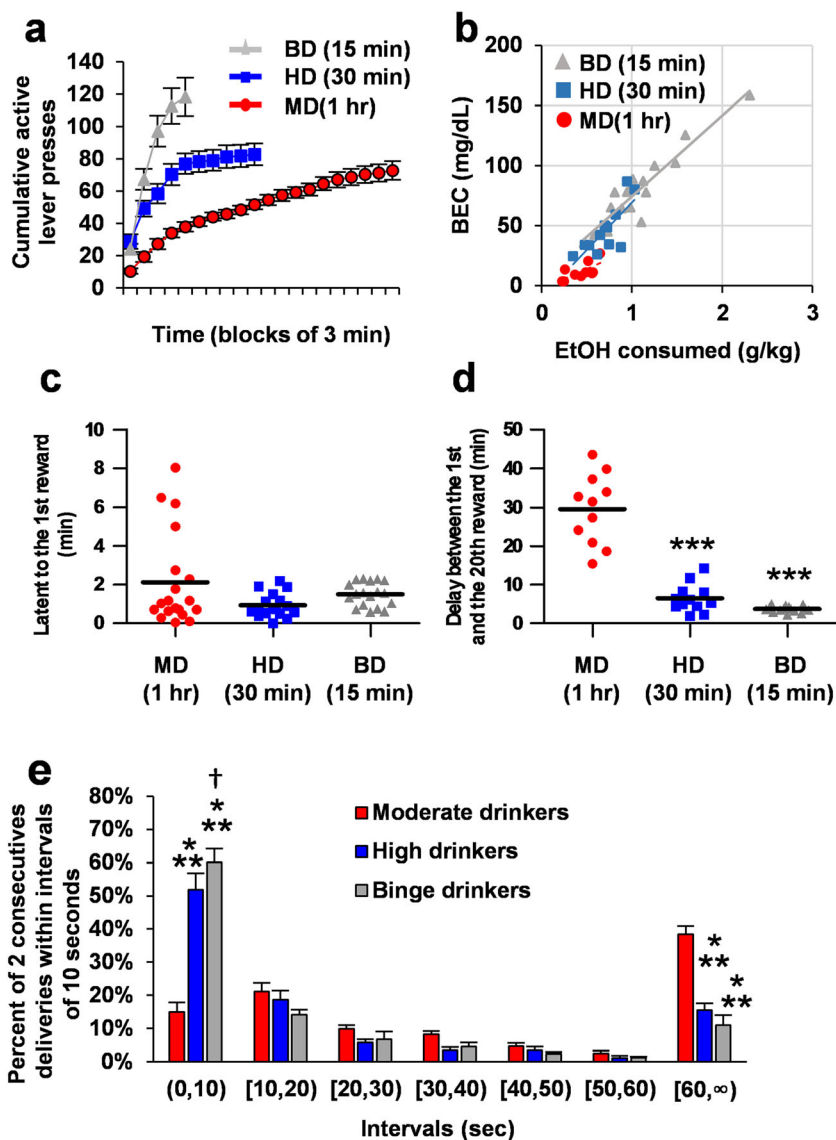 a
BD (15 min)
HD (30 min)
MD(1 hr)
140
120
100
80
60
40
20
0
Cumulative active
lever presses
Time (blocks of 3 min)
b
BD (15 min)
HD (30 min)
MD(1 hr)
200
150
100
50
0
BEC (mg/dL)
0 1 2 3
EtOH consumed (g/kg)
c
10
8
6
4
2
0
Latent to the 1st reward
(min)
MD HD BD
(1 hr) (30 min) (15 min)
d
50
40
30
20
10
0
Delay between the 1st
and the 20th reward (min)
***
***
MD HD BD
(1 hr) (30 min) (15 min)
e
80%
70%
60%
50%
40%
30%
20%
10%
0%
Percent of 2 consecutives
deliveries within intervals
of 10 seconds
†
*
**
*
**
Moderate drinkers
High drinkers
Binge drinkers
*
**
*
**
(0,10) [10,20) [20,30) [30,40) [40,50) [50,60) [60,∞)
Intervals (sec)